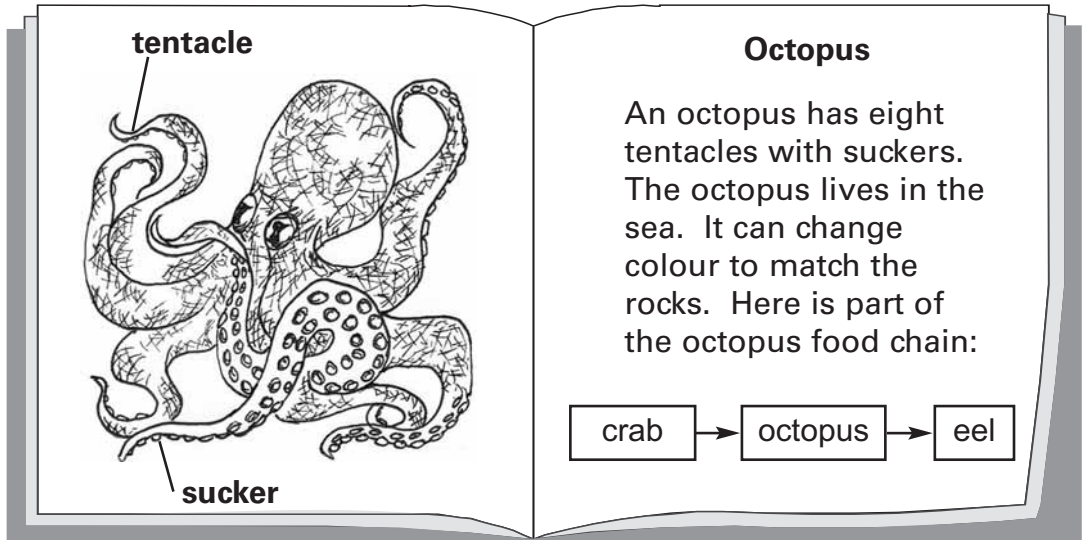 tentacle
sucker
Octopus
An octopus has eight
tentacles with suckers.
The octopus lives in the
sea. It can change
colour to match the
rocks. Here is part of
the octopus food chain:
crab
octopus
eel